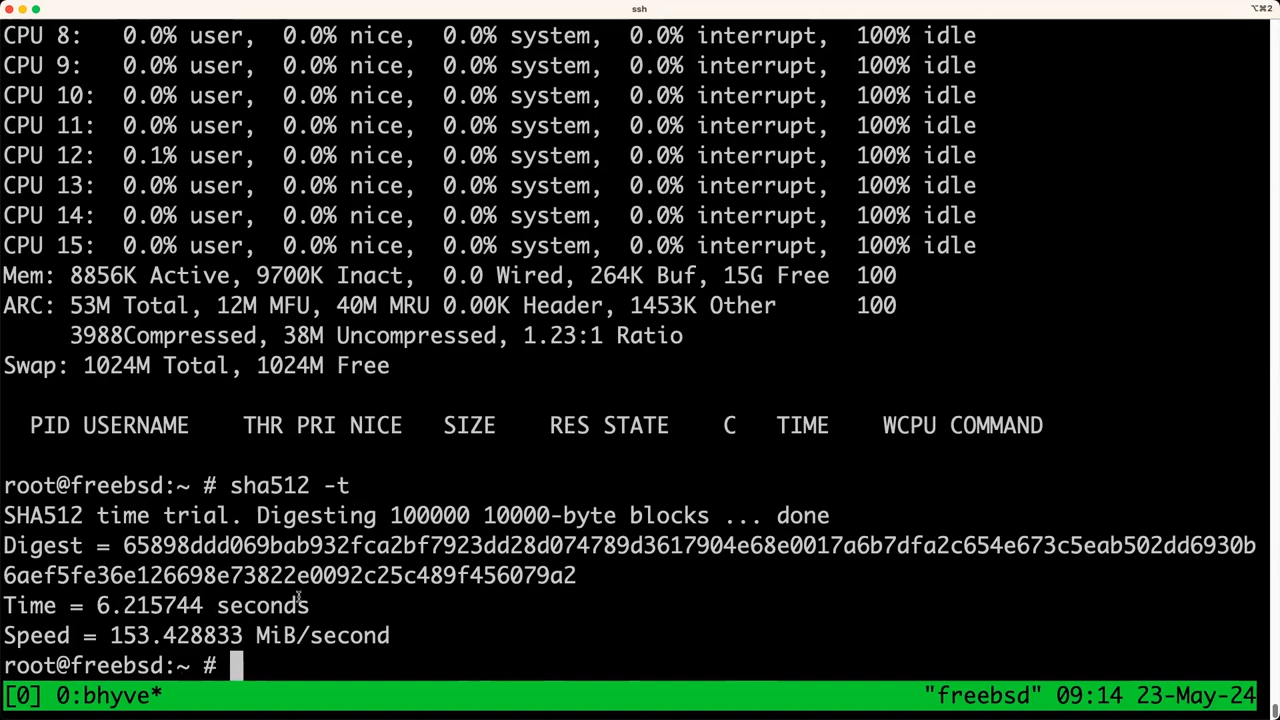 ssh
⌥⌘2
CPU 8:   0.0% user,  0.0% nice,  0.0% system,  0.0% interrupt,  100% idle
CPU 9:   0.0% user,  0.0% nice,  0.0% system,  0.0% interrupt,  100% idle
CPU 10:  0.0% user,  0.0% nice,  0.0% system,  0.0% interrupt,  100% idle
CPU 11:  0.0% user,  0.0% nice,  0.0% system,  0.0% interrupt,  100% idle
CPU 12:  0.1% user,  0.0% nice,  0.0% system,  0.0% interrupt,  100% idle
CPU 13:  0.0% user,  0.0% nice,  0.0% system,  0.0% interrupt,  100% idle
CPU 14:  0.0% user,  0.0% nice,  0.0% system,  0.0% interrupt,  100% idle
CPU 15:  0.0% user,  0.0% nice,  0.0% system,  0.0% interrupt,  100% idle
Mem: 8856K Active, 9700K Inact,  0.0 Wired, 264K Buf, 15G Free  100
ARC: 53M Total, 12M MFU, 40M MRU 0.00K Header, 1453K Other      100
     3988Compressed, 38M Uncompressed, 1.23:1 Ratio
Swap: 1024M Total, 1024M Free
  PID USERNAME    THR PRI NICE   SIZE    RES STATE    C   TIME    WCPU COMMAND
root@freebsd:~ # sha512 -t
SHA512 time trial. Digesting 100000 10000-byte blocks ... done
Digest = 65898ddd069bab932fca2bf7923dd28d074789d3617904e68e0017a6b7dfa2c654e673c5eab502dd6930b
6aef5fe36e126698e73822e0092c25c489f456079a2
Time = 6.215744 seconds
Speed = 153.428833 MiB/second
root@freebsd:~ #
[0] 0:bhyve*
"freebsd" 09:14 23-May-24